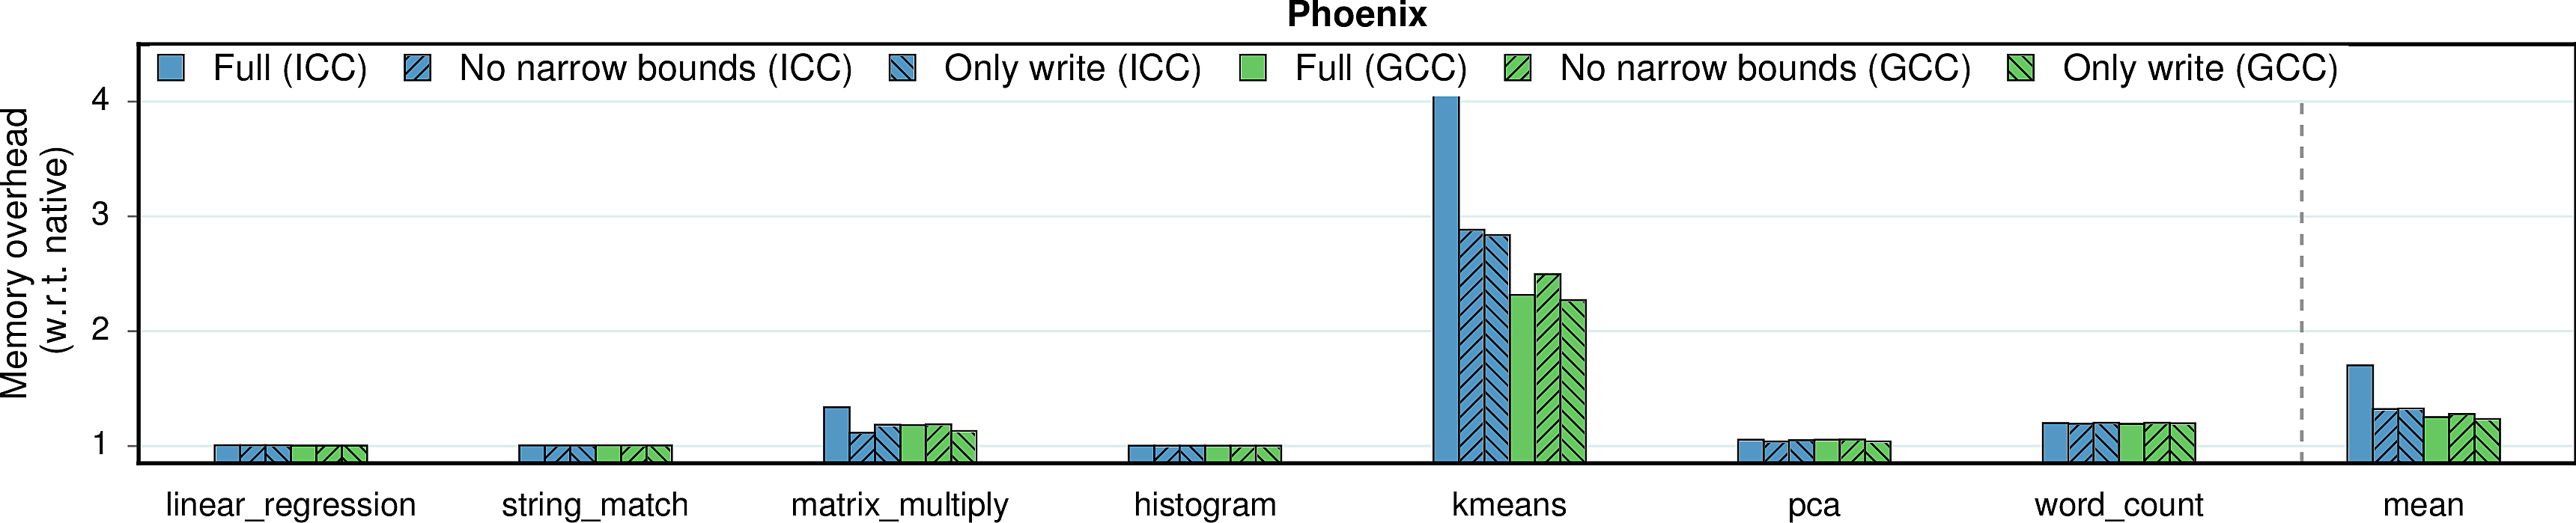 Phoenix
Full (ICC) No narrow bounds (ICC) Only write (ICC) Full (GCC) No narrow bounds (GCC) Only write (GCC)
Memory overhead
(w.r.t. native)
4
3
2
1
linear_regression string_match matrix_multiply histogram kmeans pca word_count mean